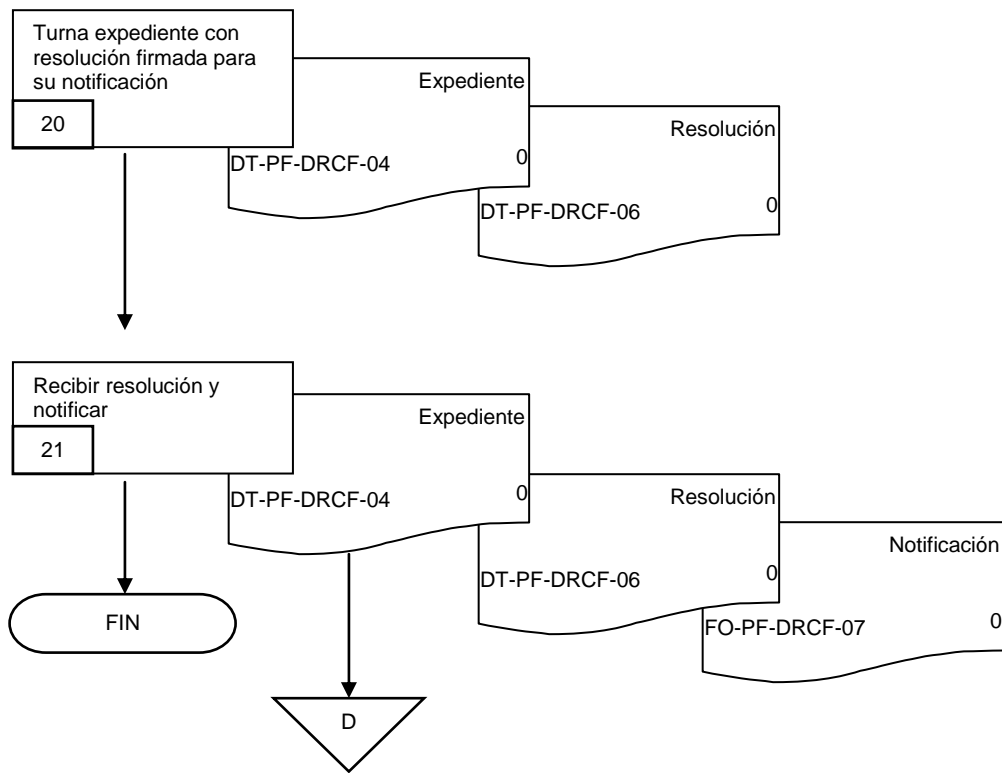 Turna expediente con
resolución firmada para
su notificación
20
Expediente
DT-PF-DRCF-04
0
Resolución
DT-PF-DRCF-06
0
Recibir resolución y
notificar
21
Expediente
DT-PF-DRCF-04
0
Resolución
DT-PF-DRCF-06
0
Notificación
FO-PF-DRCF-07
0
FIN
D